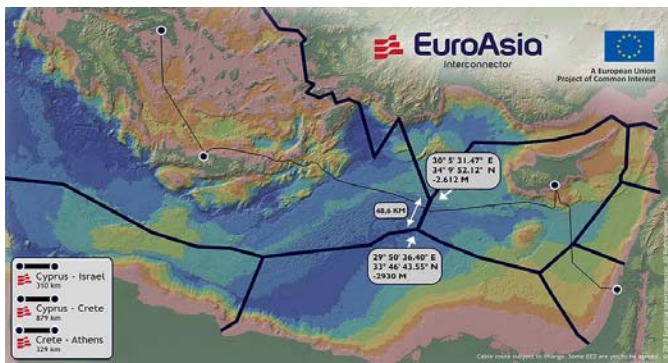 EuroAsia
Interconnector
A European Union
Project of Common Interest
30° 5' 31.47" E
34° 9' 52.12" N
-2.612 M
48,6 KM
29° 50' 36.40" E
33° 46' 43.55" N
-2930 M
Cyprus - Israel
310 km
Cyprus - Crete
879 km
Crete - Athens
329 km
Cable route subject to change. Some EEZ are yet to be agreed.